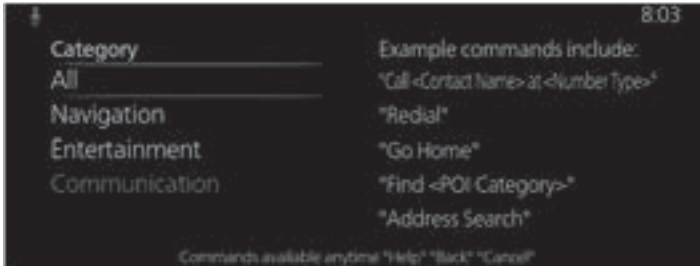 8:03
Category
All
Navigation
Entertainment
Communication
Example commands include:
"Call <Contact Name> at <Number Type>"
"Redial"
"Go Home"
"Find <POI Category>"
"Address Search"
Commands available anytime "Help" "Back" "Cancel"